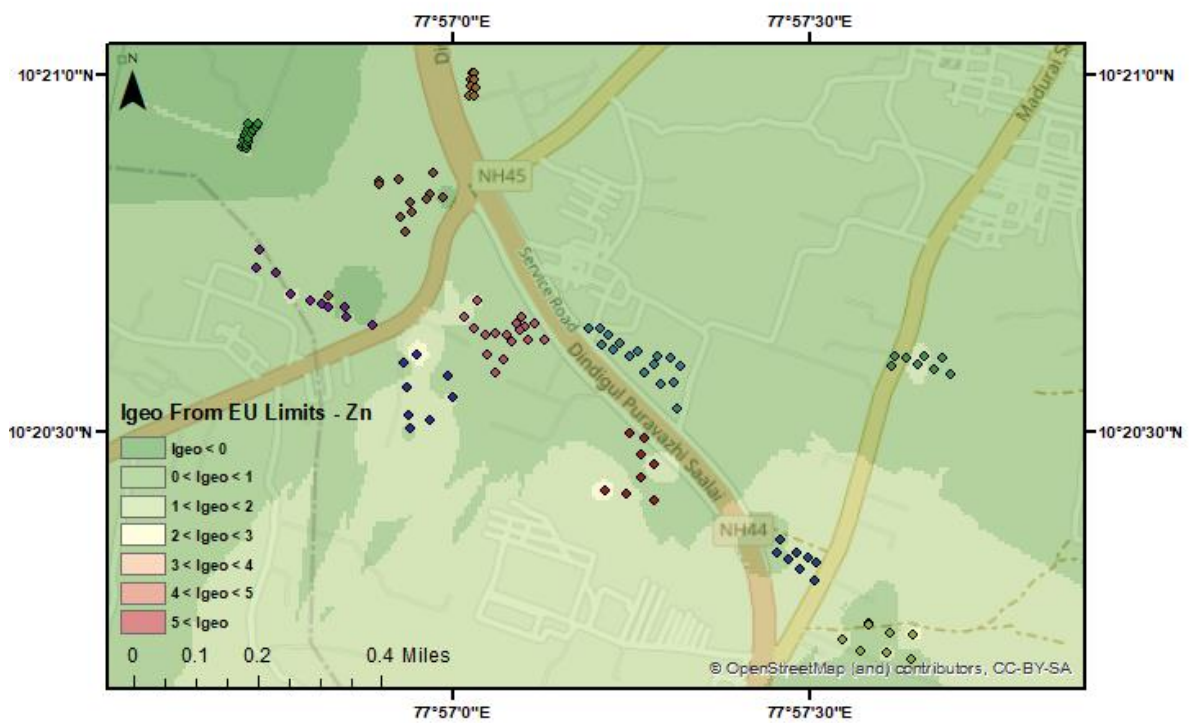 77°57'0"E
77°57'30"E
10°21'0"N
10°21'0"N
N
Madurai S
NH45
Service Road
Dindigul Puravazhi Saalai
Igeo From EU Limits - Zn
10°20'30"N
10°20'30"N
Igeo < 0
0 < Igeo < 1
1 < Igeo < 2
2 < Igeo < 3
3 < Igeo < 4
4 < Igeo < 5
5 < Igeo
NH44
0 0.1 0.2 0.4 Miles
© OpenStreetMap (and) contributors, CC-BY-SA
77°57'0"E
77°57'30"E